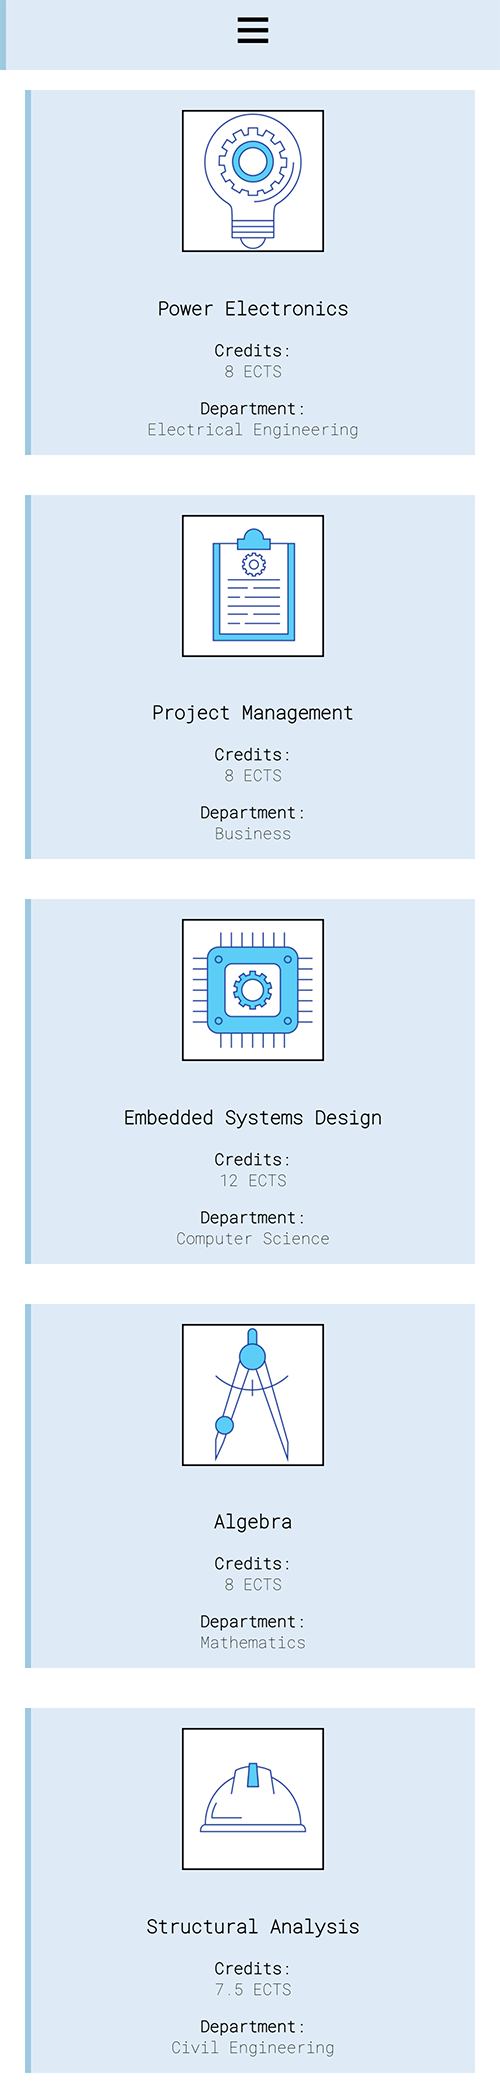 Power Electronics
Credits:
8 ECTS
Department:
Electrical Engineering
Project Management
Credits:
8 ECTS
Department:
Business
Embedded Systems Design
Credits:
12 ECTS
Department:
Computer Science
Algebra
Credits:
8 ECTS
Department:
Mathematics
Structural Analysis
Credits:
7.5 ECTS
Department:
Civil Engineering